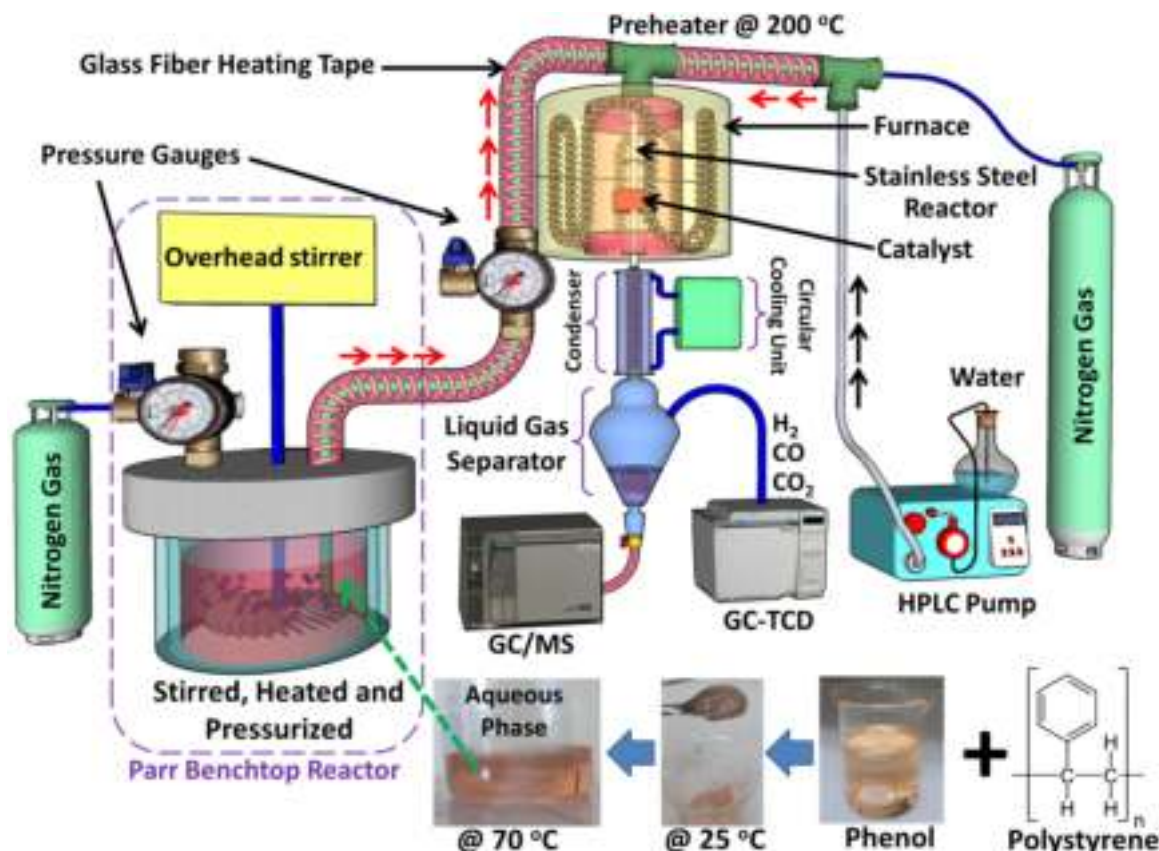 Preheater @ 200 °C
Glass Fiber Heating Tape
Furnace
Pressure Gauges
Stainless Steel
Reactor
Catalyst
Overhead stirrer
Condenser
Circular
Cooling Unit
Water
Nitrogen Gas
Liquid Gas
Separator
H₂
CO
CO₂
Nitrogen Gas
HPLC Pump
GC/MS
GC-TCD
Stirred, Heated and
Pressurized
Parr Benchtop Reactor
Aqueous
Phase
@ 70 °C
@ 25 °C
Phenol
+
H
C
C
H
H
n
Polystyrene